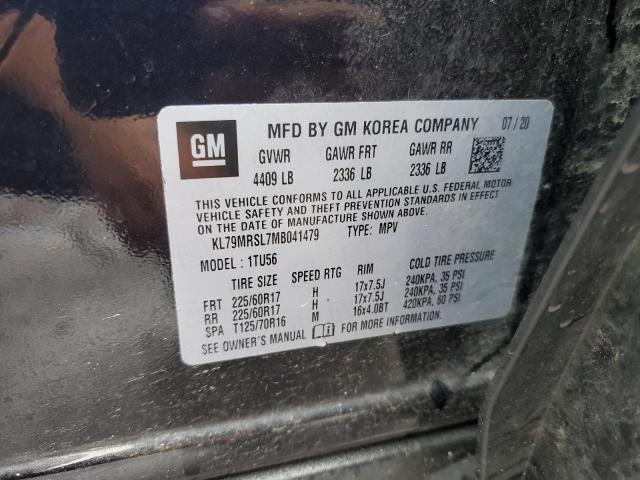 GM MFD BY GM KOREA COMPANY 07/20
GVWR GAWR FRT GAWR RR
4409 LB 2336 LB 2336 LB
THIS VEHICLE CONFORMS TO ALL APPLICABLE U.S. FEDERAL MOTOR
VEHICLE SAFETY AND THEFT PREVENTION STANDARDS IN EFFECT
ON THE DATE OF MANUFACTURE SHOWN ABOVE.
KL79MRSL7MB041479 TYPE: MPV
MODEL: 1TU56
TIRE SIZE SPEED RTG RIM COLD TIRE PRESSURE
FRT 225/60R17 H 17x7.5J 240KPA, 35 PSI
RR 225/60R17 H 17x7.5J 240KPA, 35 PSI
SPA T125/70R16 M 16x4.0BT 420KPA, 60 PSI
SEE OWNER'S MANUAL FOR MORE INFORMATION.